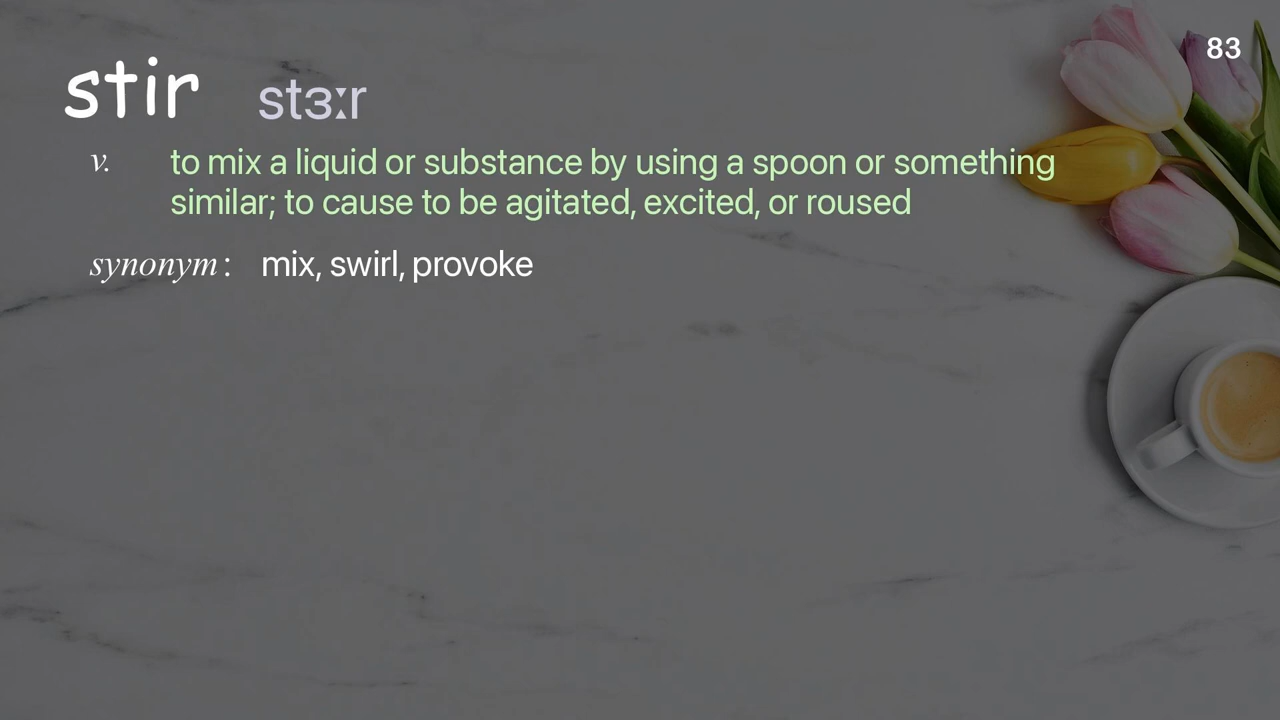 83
stir stɜːr
v. to mix a liquid or substance by using a spoon or something
similar; to cause to be agitated, excited, or roused
synonym: mix, swirl, provoke